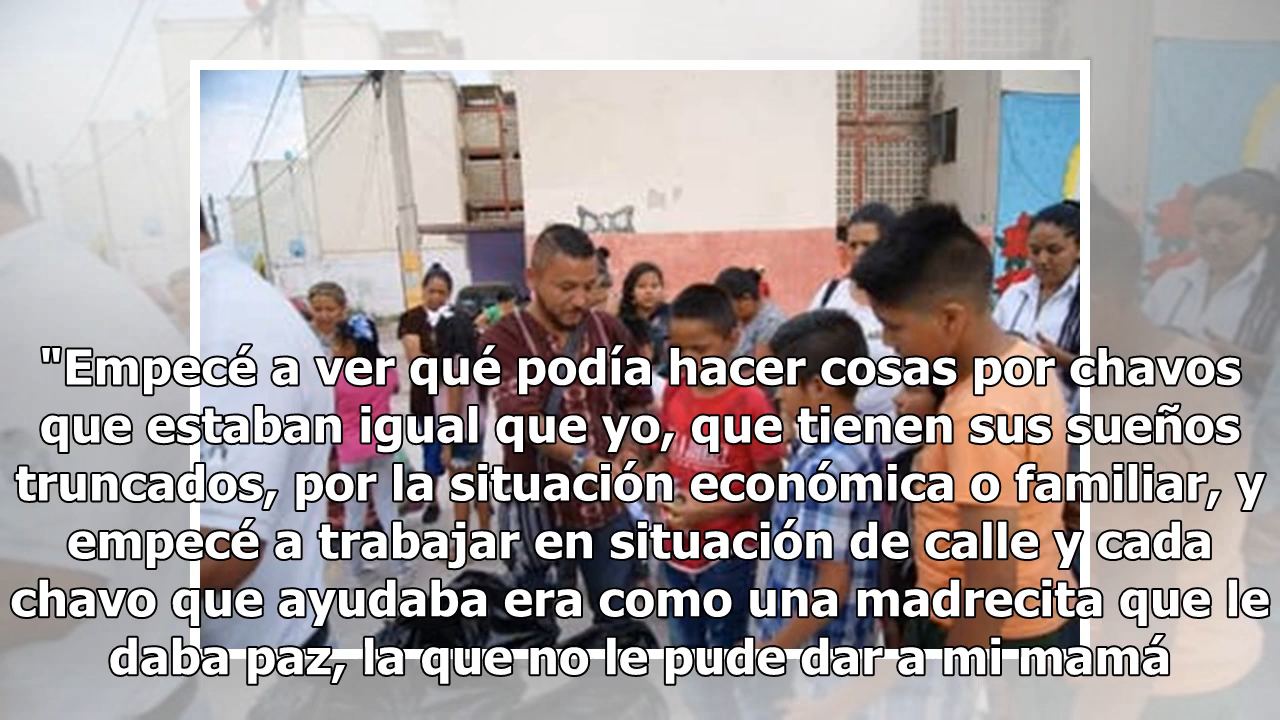 "Empecé a ver qué podía hacer cosas por chavos
que estaban igual que yo, que tienen sus sueños
truncados, por la situación económica o familiar, y
empecé a trabajar en situación de calle y cada
chavo que ayudaba era como una madrecita que le
daba paz, la que no le pude dar a mi mamá